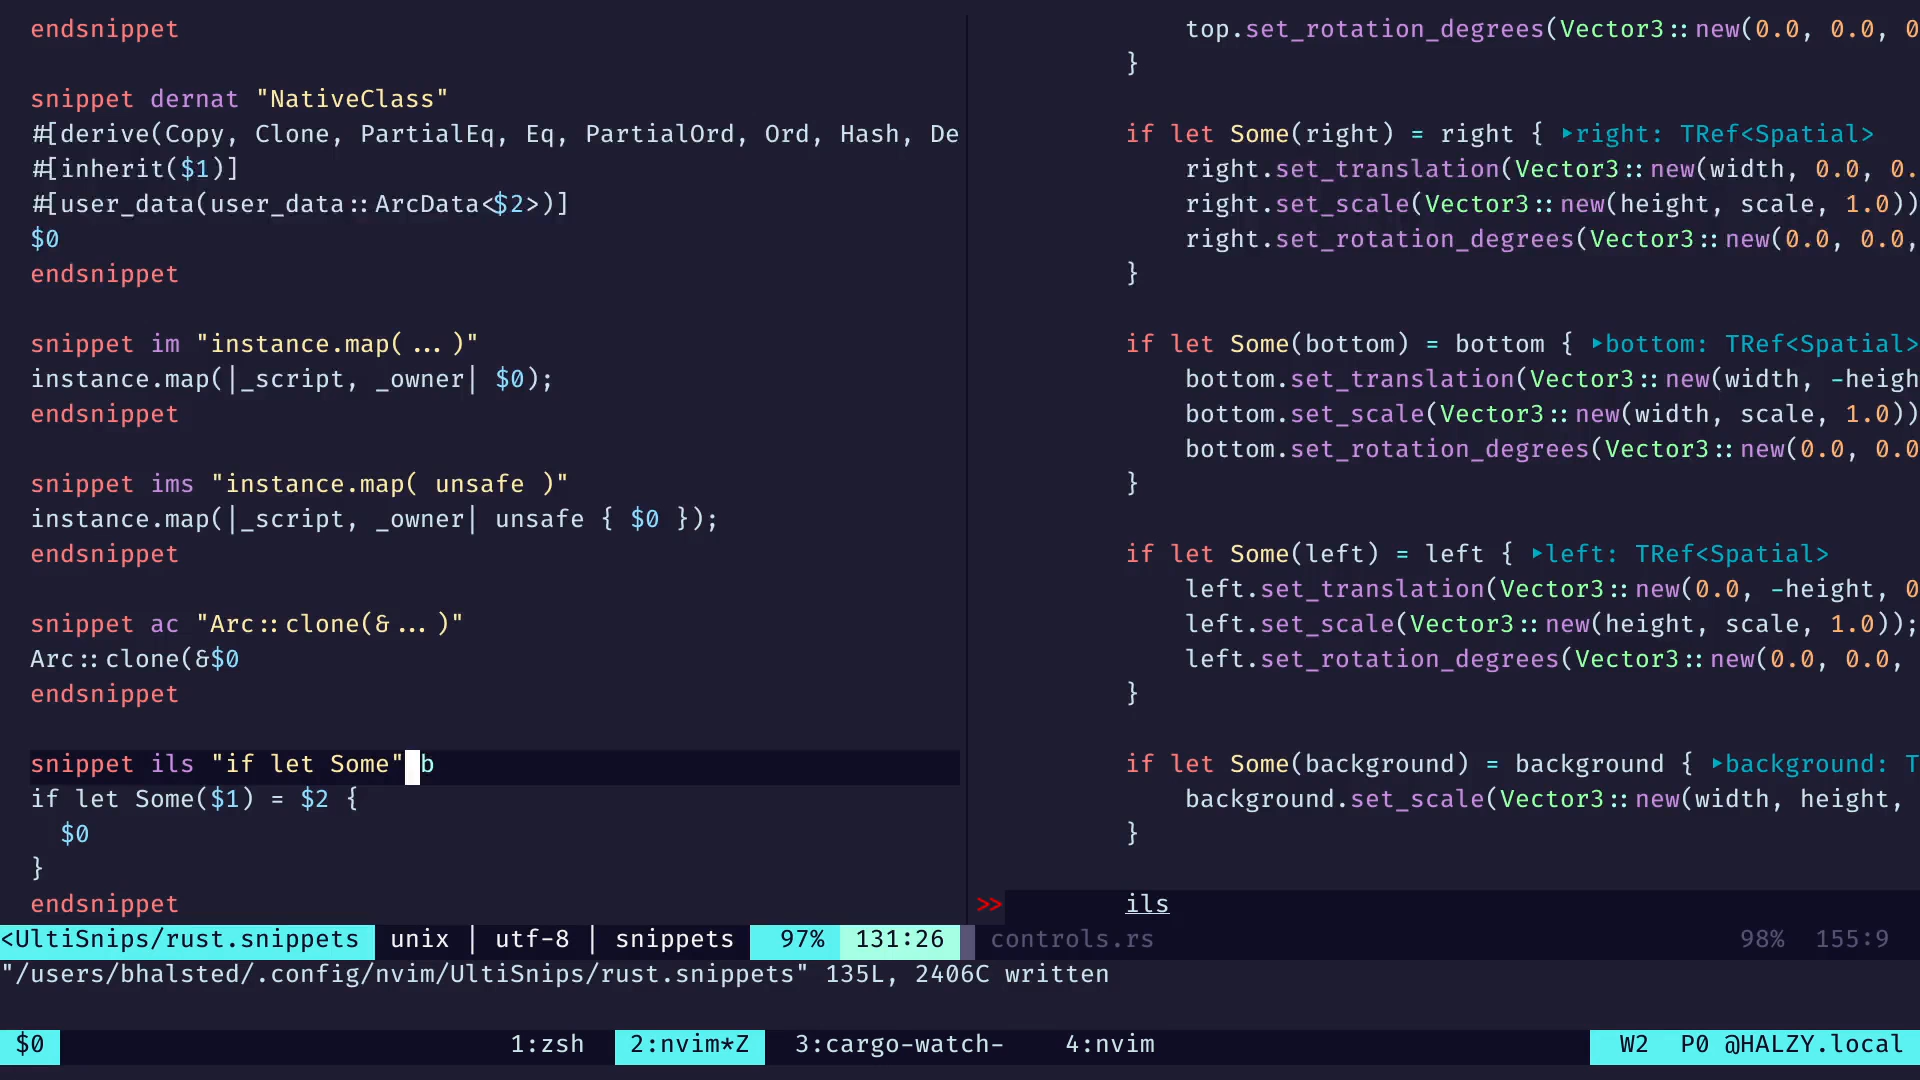 endsnippet
snippet dernat "NativeClass"
#[derive(Copy, Clone, PartialEq, Eq, PartialOrd, Ord, Hash, De
#[inherit($1)]
#[user_data(user_data::ArcData<$2>)]
$0
endsnippet
snippet im "instance.map(...)"
instance.map(|_script, _owner| $0);
endsnippet
snippet ims "instance.map( unsafe )"
instance.map(|_script, _owner| unsafe { $0 });
endsnippet
snippet ac "Arc::clone(&...)"
Arc::clone(&$0
endsnippet
snippet ils "if let Some" b
if let Some($1) = $2 {
  $0
}
endsnippet
<UltiSnips/rust.snippets unix | utf-8 | snippets 97% 131:26
    top.set_rotation_degrees(Vector3::new(0.0, 0.0, 0
}
if let Some(right) = right { ▸right: TRef<Spatial>
    right.set_translation(Vector3::new(width, 0.0, 0.
    right.set_scale(Vector3::new(height, scale, 1.0))
    right.set_rotation_degrees(Vector3::new(0.0, 0.0,
}
if let Some(bottom) = bottom { ▸bottom: TRef<Spatial>
    bottom.set_translation(Vector3::new(width, -heigh
    bottom.set_scale(Vector3::new(width, scale, 1.0))
    bottom.set_rotation_degrees(Vector3::new(0.0, 0.0
}
if let Some(left) = left { ▸left: TRef<Spatial>
    left.set_translation(Vector3::new(0.0, -height, 0
    left.set_scale(Vector3::new(height, scale, 1.0));
    left.set_rotation_degrees(Vector3::new(0.0, 0.0,
}
if let Some(background) = background { ▸background: T
    background.set_scale(Vector3::new(width, height,
}
>> ils
controls.rs 98% 155:9
"/users/bhalsted/.config/nvim/UltiSnips/rust.snippets" 135L, 2406C written
$0 1:zsh 2:nvim*Z 3:cargo-watch- 4:nvim W2 P0 @HALZY.local